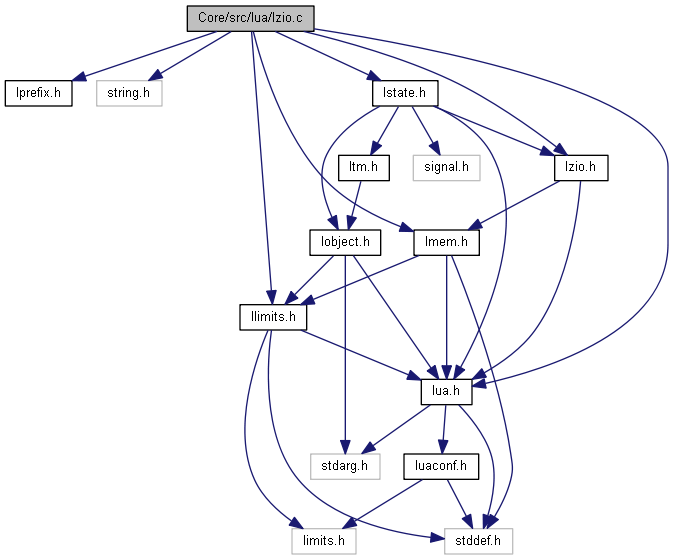 Core/src/lua/lzio.c
lprefix.h
string.h
lstate.h
ltm.h
signal.h
lzio.h
lobject.h
lmem.h
llimits.h
lua.h
stdarg.h
luaconf.h
limits.h
stddef.h